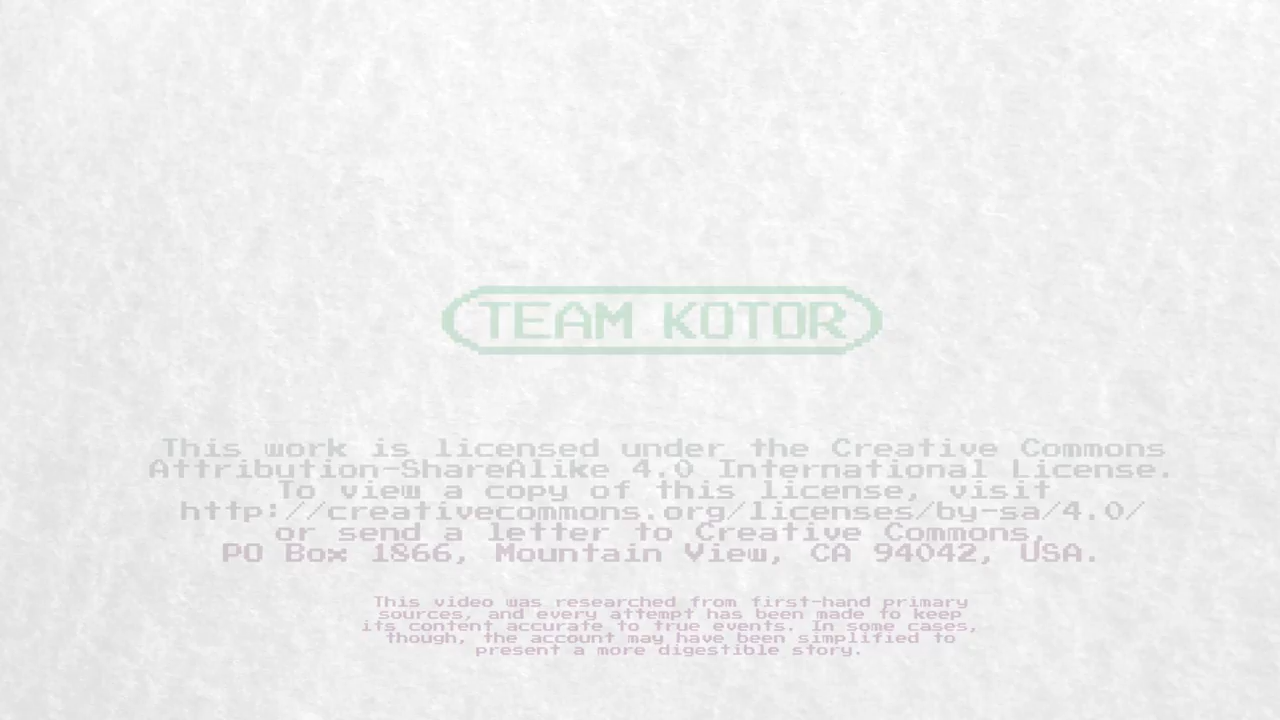 TEAM KOTOR
This work is licensed under the Creative Commons
Attribution-ShareAlike 4.0 International License.
To view a copy of this license, visit
http://creativecommons.org/licenses/by-sa/4.0/
or send a letter to Creative Commons,
PO Box 1866, Mountain View, CA 94042, USA.
This video was researched from first-hand primary
sources, and every attempt has been made to keep
its content accurate to true events. In some cases,
though, the account may have been simplified to
present a more digestible story.